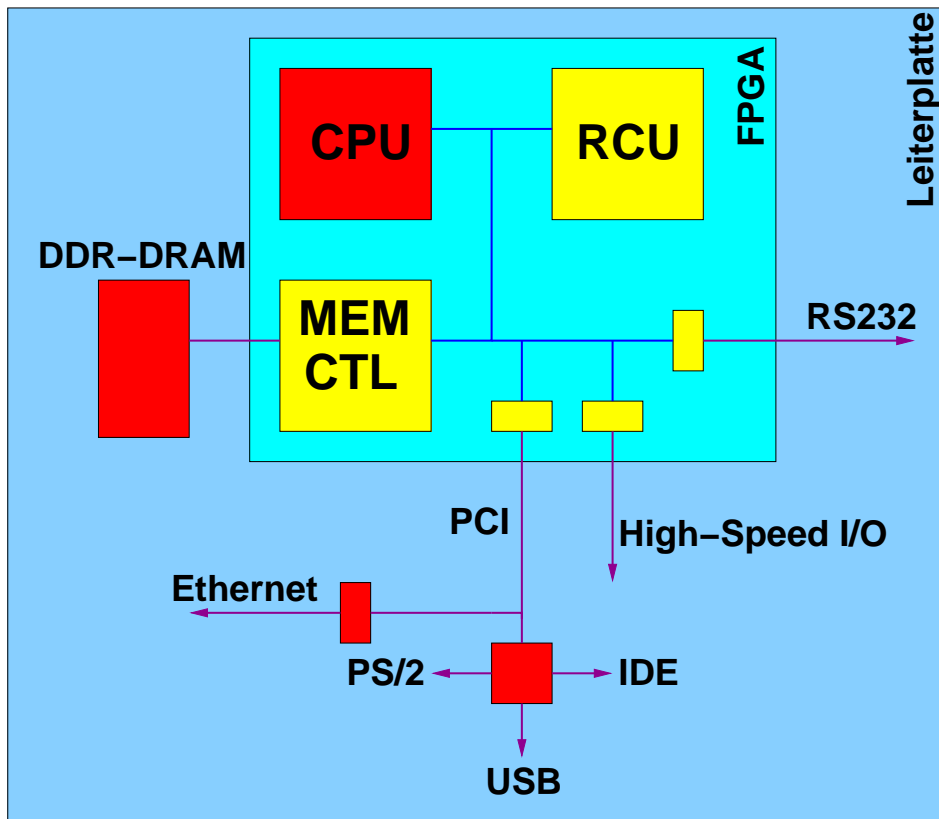 Leiterplatte
FPGA
CPU
RCU
DDR−DRAM
MEM
CTL
RS232
PCI
High−Speed I/O
Ethernet
PS/2
IDE
USB